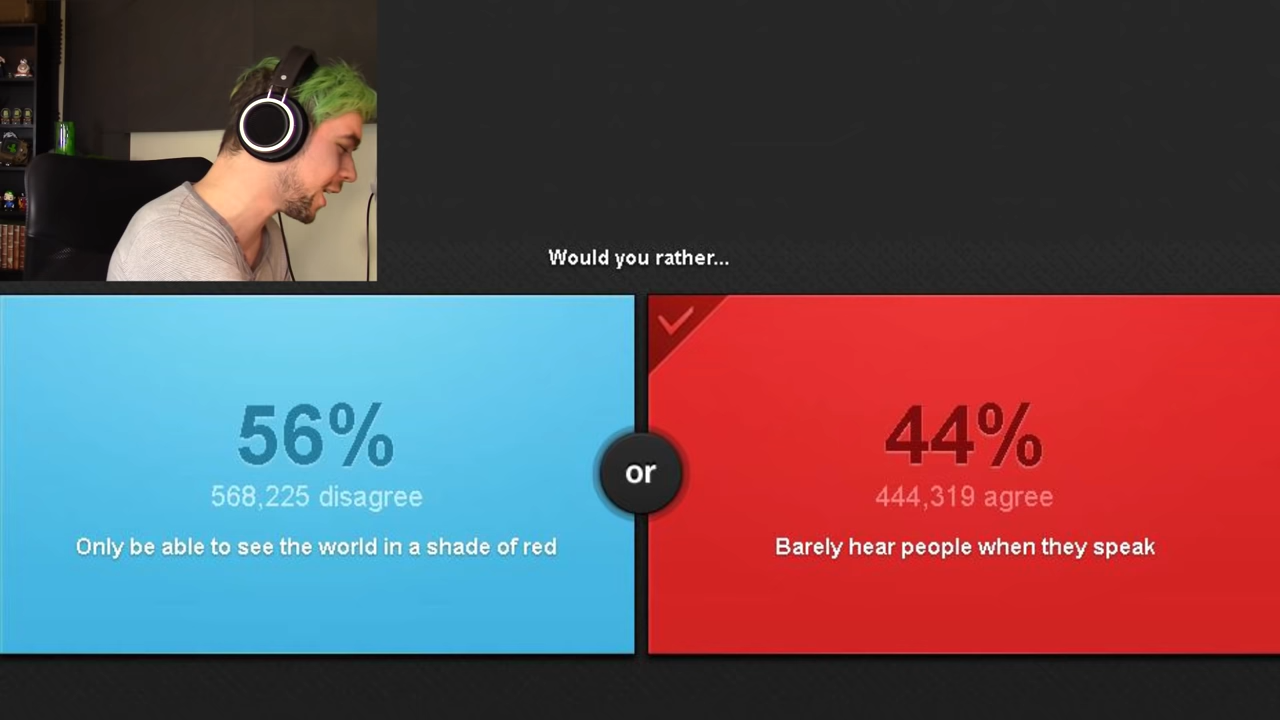 Would you rather...
56%
568,225 disagree
Only be able to see the world in a shade of red
or
44%
444,319 agree
Barely hear people when they speak